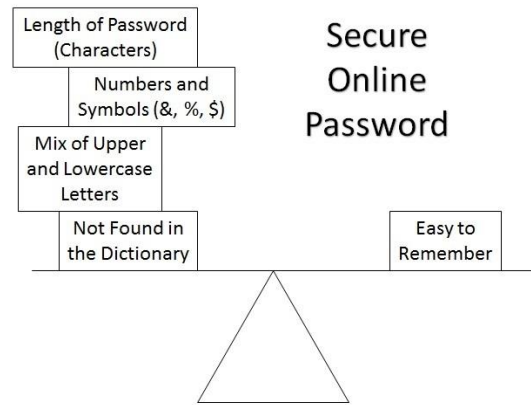 Length of Password
(Characters)
Numbers and
Symbols (&, %, $)
Mix of Upper
and Lowercase
Letters
Not Found in
the Dictionary
Secure
Online
Password
Easy to
Remember